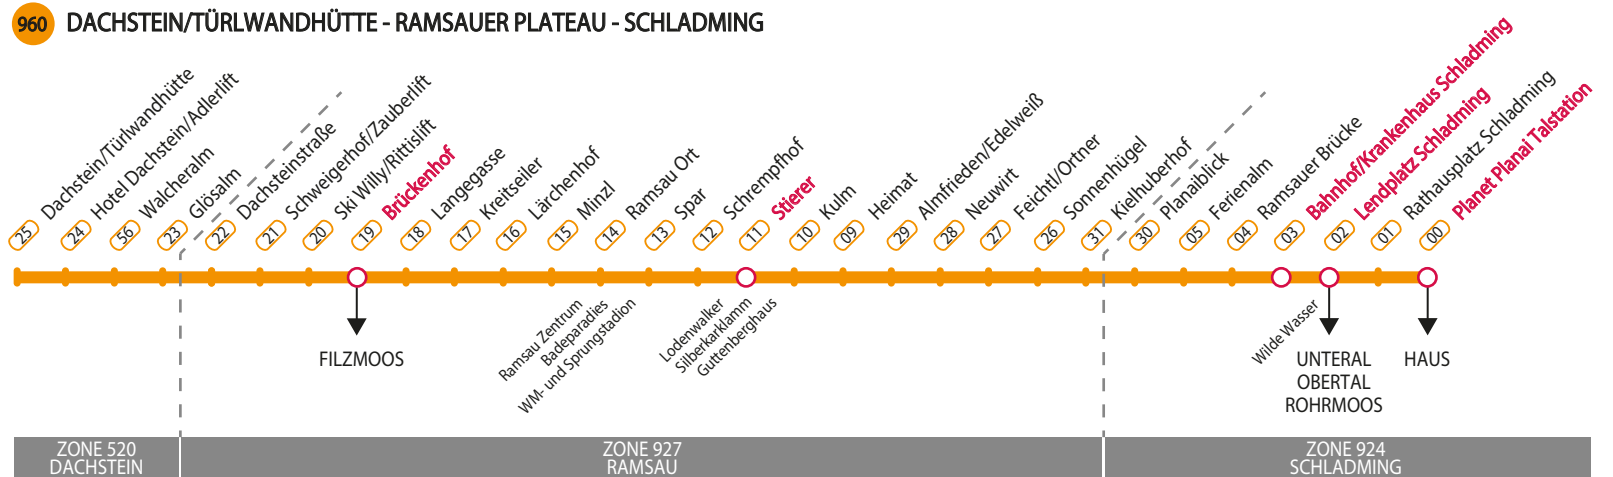 960 DACHSTEIN/TÜRLWANDHÜTTE - RAMSAUER PLATEAU - SCHLADMING
25 Dachstein/Türlwandhütte
24 Hotel Dachstein/Adlerlift
56 Walcheralm
23 Glösalm
22 Dachsteinstraße
21 Schweigerhof/Zauberlift
20 Ski Willy/Rittislift
19 Brückenhof
18 Langegasse
17 Kreitseiler
16 Lärchenhof
15 Minzl
14 Ramsau Ort
13 Spar
12 Schrempfhof
11 Stierer
10 Kulm
09 Heimat
29 Almfrieden/Edelweiß
28 Neuwirt
27 Feichtl/Ortner
26 Sonnenhügel
31 Kielhuberhof
30 Planaiblick
05 Ferienalm
04 Ramsauer Brücke
03 Bahnhof/Krankenhaus Schladming
02 Lendplatz Schladming
01 Rathausplatz Schladming
00 Planet Planai Talstation
FILZMOOS
Ramsau Zentrum
Badeparadies
WM- und Sprungstadion
Lodenwalker
Silberkarklamm
Guttenberghaus
Wilde Wasser
UNTERAL
OBERTAL
ROHRMOOS
HAUS
ZONE 520
DACHSTEIN
ZONE 927
RAMSAU
ZONE 924
SCHLADMING